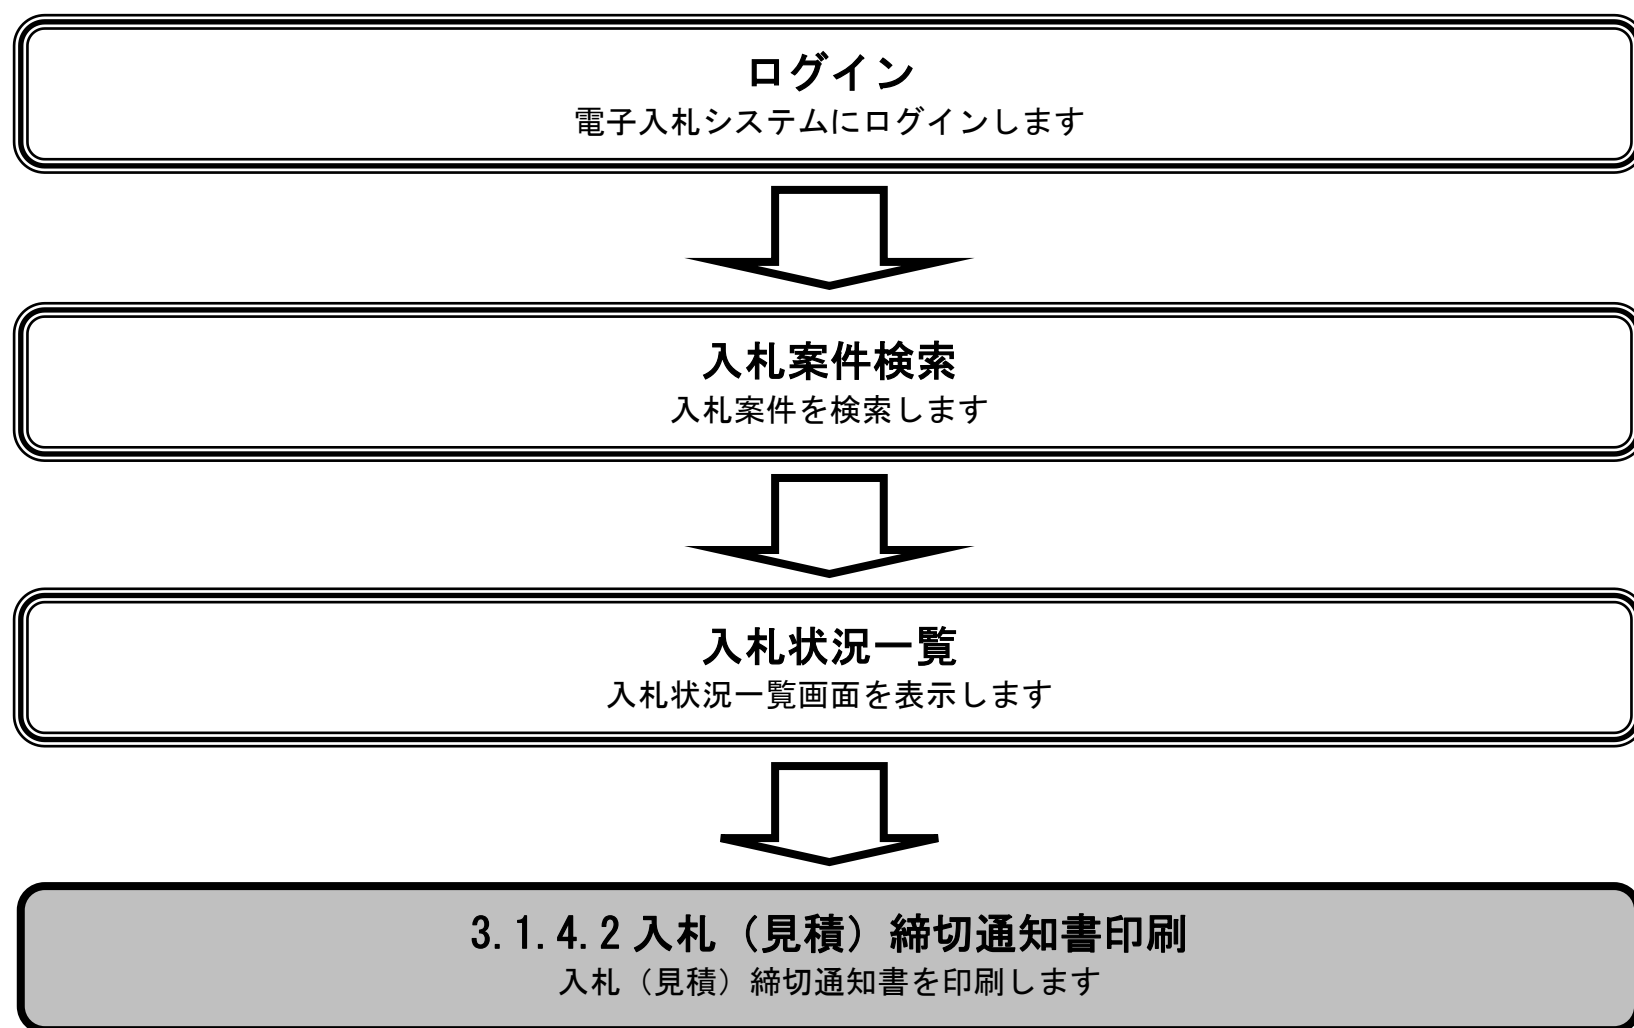 ログイン
電子入札システムにログインします
入札案件検索
入札案件を検索します
入札状況一覧
入札状況一覧画面を表示します
3.1.4.2入札（見積）締切通知書印刷
入札（見積）締切通知書を印刷します